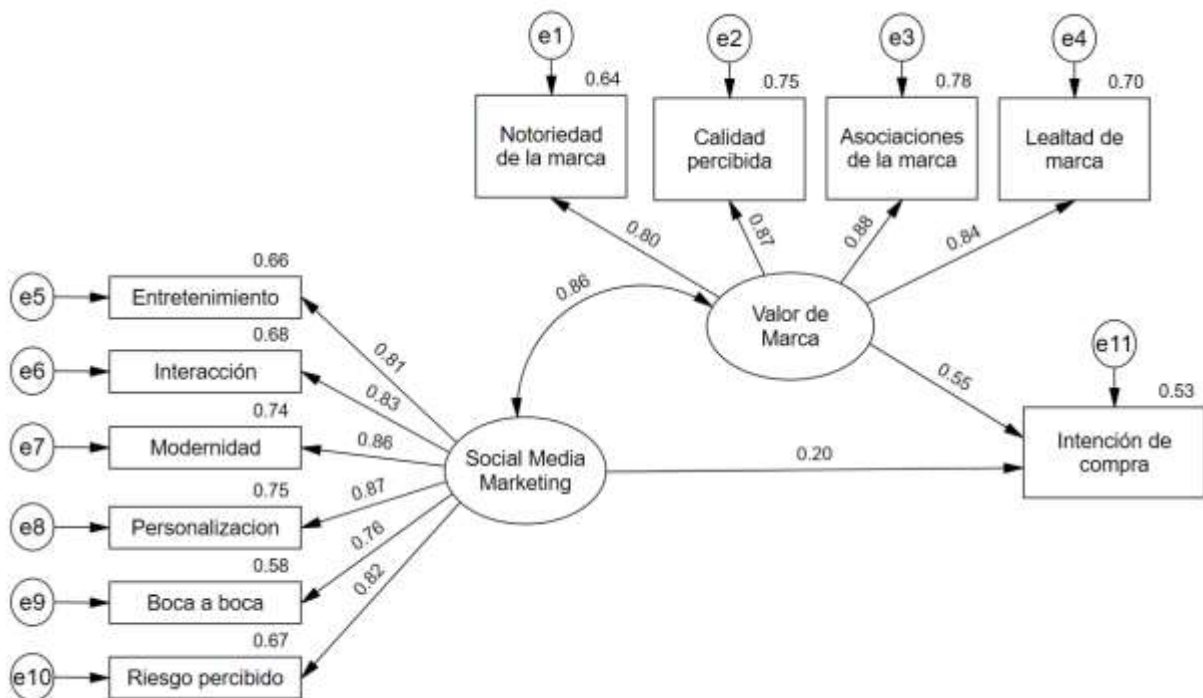 e1
e2
e3
e4
0.64
0.75
0.78
0.70
Notoriedad
de la marca
Calidad
percibida
Asociaciones
de la marca
Lealtad de
marca
0.80
0.87
0.88
0.84
0.86
Valor de
Marca
0.55
e11
0.53
Intención de
compra
0.20
Social Media
Marketing
e5
0.66
Entretenimiento
0.81
e6
0.68
Interacción
0.83
e7
0.74
Modernidad
0.86
e8
0.75
Personalizacion
0.87
e9
0.58
Boca a boca
0.76
e10
0.67
Riesgo percibido
0.82